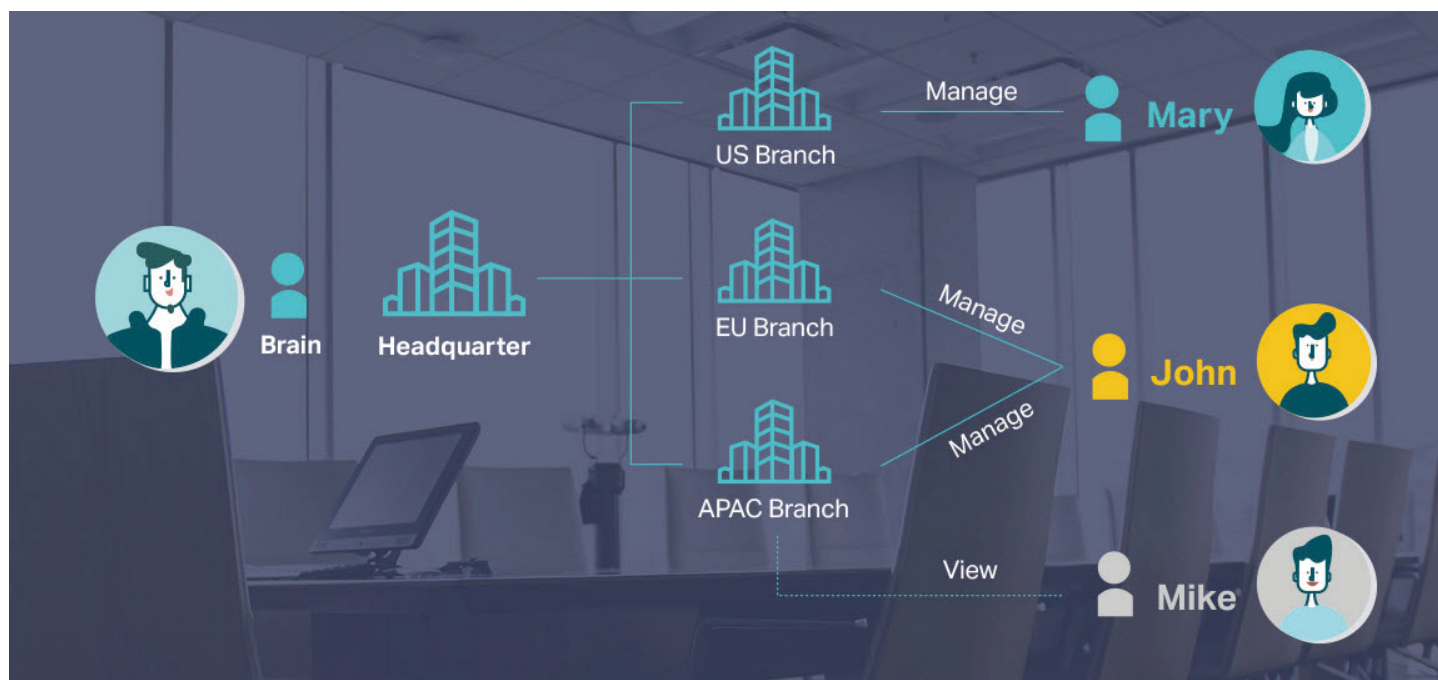 Manage
Mary
US Branch
Brain
Headquarter
EU Branch
Manage
John
Manage
APAC Branch
View
Mike